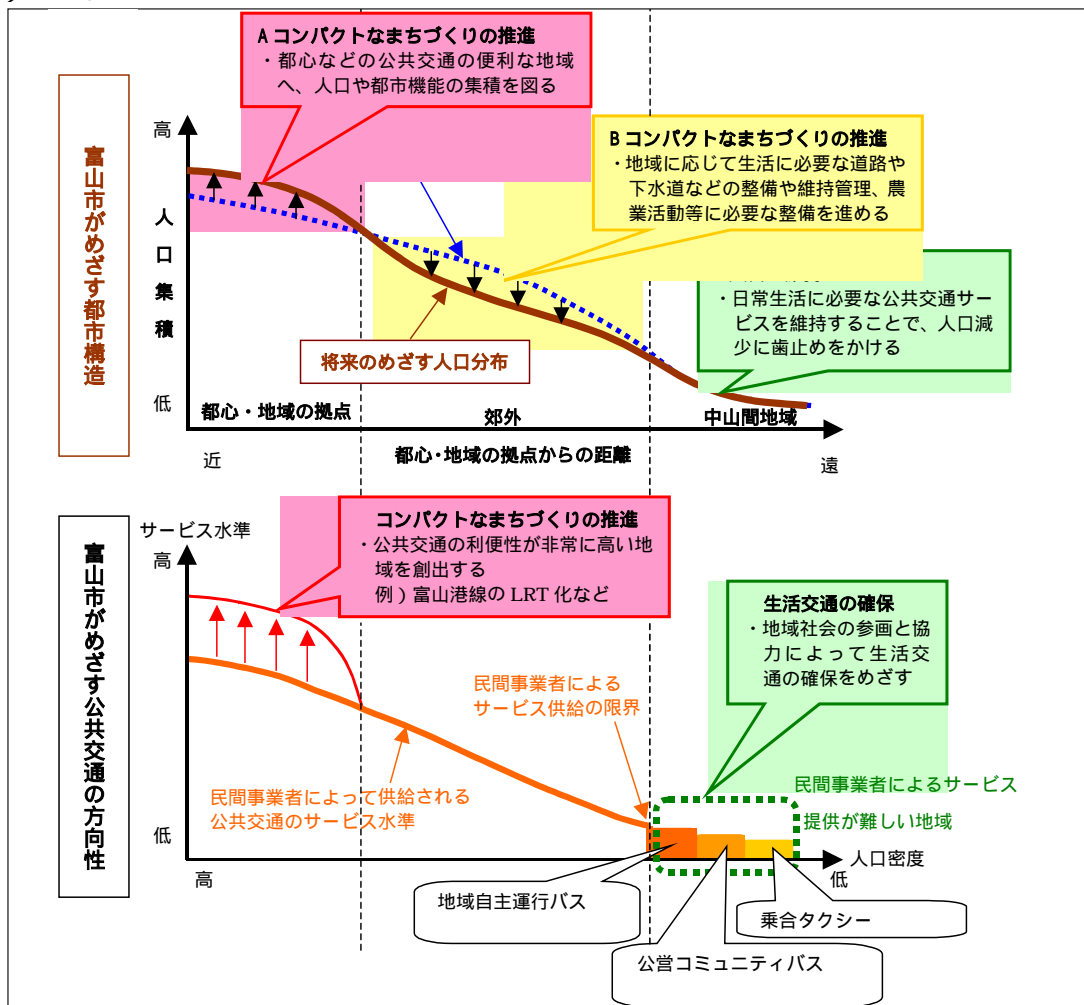 富山市がめざす都市構造
A コンパクトなまちづくりの推進
・都心などの公共交通の便利な地域
へ、人口や都市機能の集積を図る
B コンパクトなまちづくりの推進
・地域に応じて生活に必要な道路や
下水道などの整備や維持管理、農
業活動等に必要な整備を進める
・日常生活に必要な公共交通サー
ビスを維持することで、人口減
少に歯止めをかける
高
人口集積
低
将来のめざす人口分布
都心・地域の拠点
郊外
中山間地域
近
都心・地域の拠点からの距離
遠
富山市がめざす公共交通の方向性
サービス水準
高
コンパクトなまちづくりの推進
・公共交通の利便性が非常に高い地
域を創出する
例）富山港線の LRT 化など
生活交通の確保
・地域社会の参画と協
力によって生活交
通の確保をめざす
民間事業者による
サービス供給の限界
民間事業者によって供給される
公共交通のサービス水準
民間事業者によるサービス
提供が難しい地域
低
高
人口密度
低
地域自主運行バス
乗合タクシー
公営コミュニティバス